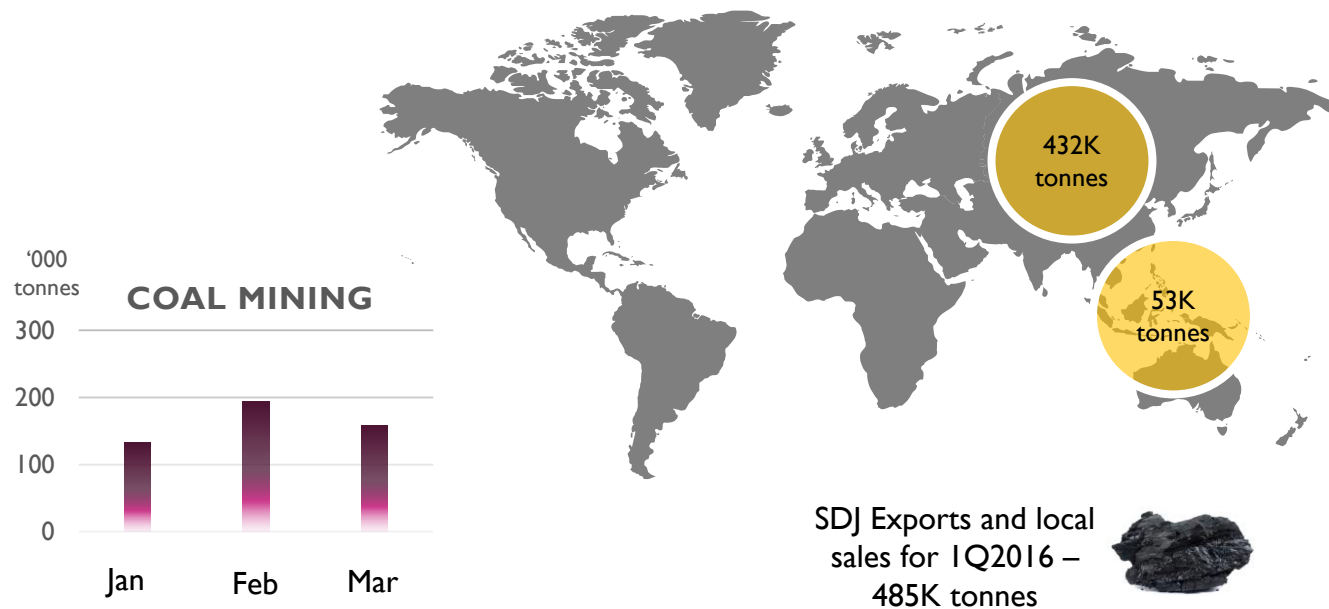 432K
tonnes
53K
tonnes
‘000
tonnes
COAL MINING
300
200
100
0
Jan
Feb
Mar
SDJ Exports and local
sales for 1Q2016 –
485K tonnes